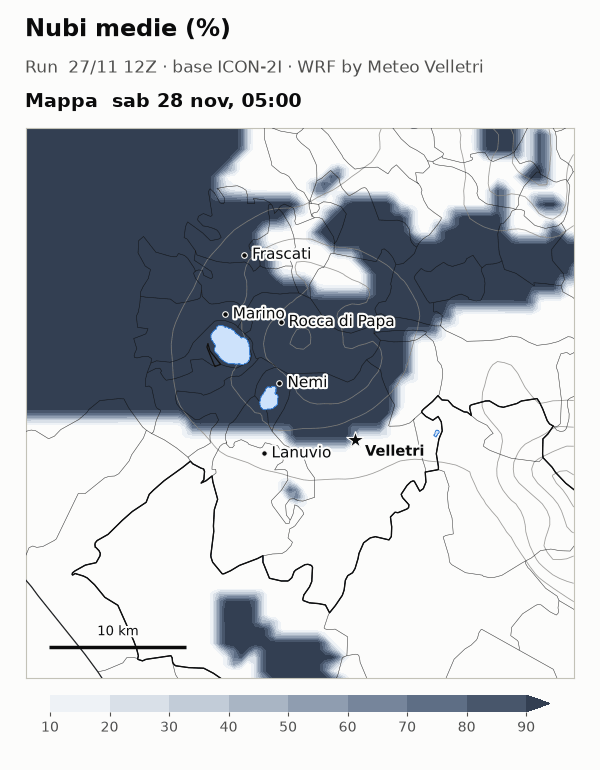 Nubi medie (%)
Run  27/11 12Z · base ICON-2I · WRF by Meteo Velletri
Mappa  sab 28 nov, 05:00
Frascati
Marino
Rocca di Papa
Nemi
Velletri
Lanuvio
10 km
10 20 30 40 50 60 70 80 90